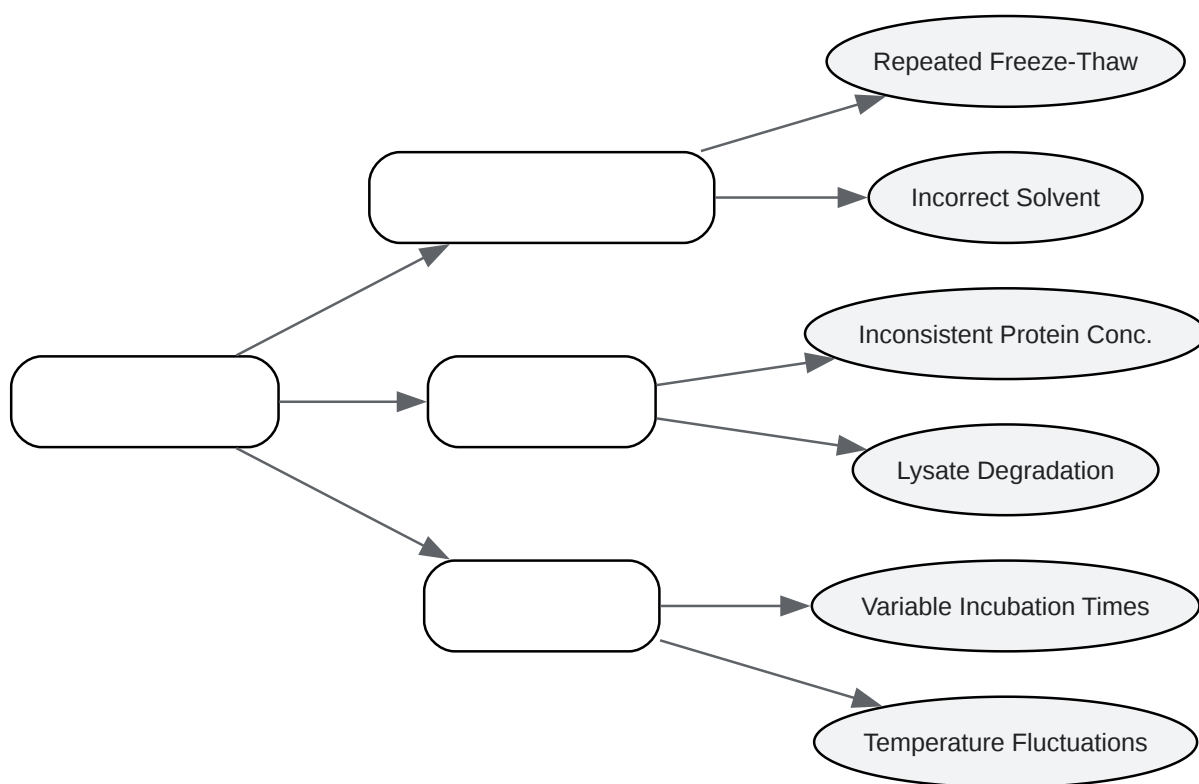 Repeated Freeze-Thaw
Incorrect Solvent
Inconsistent Protein Conc.
Lysate Degradation
Variable Incubation Times
Temperature Fluctuations